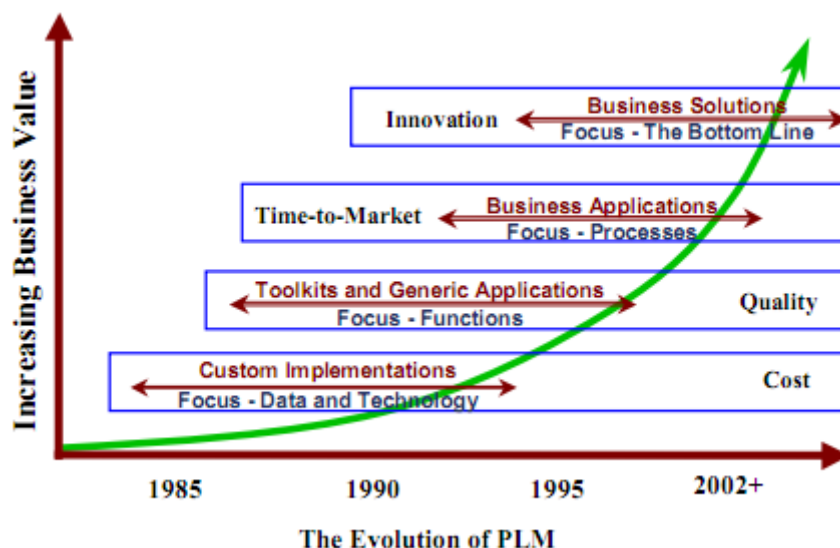 Increasing Business Value
Business Solutions
Innovation
Focus - The Bottom Line
Business Applications
Time-to-Market
Focus - Processes
Toolkits and Generic Applications
Quality
Focus - Functions
Custom Implementations
Cost
Focus - Data and Technology
1985 1990 1995 2002+
The Evolution of PLM